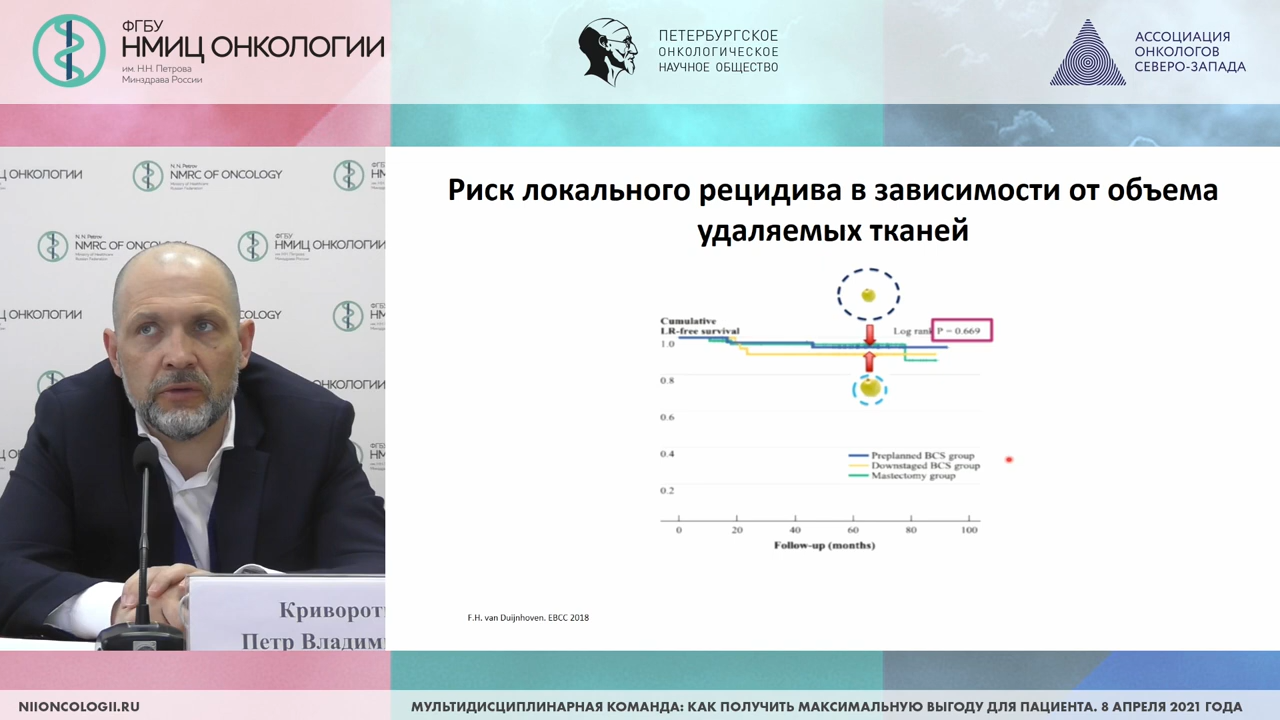 ФГБУ
НМИЦ ОНКОЛОГИИ
им. Н.Н. Петрова
Минздрава России
ПЕТЕРБУРГСКОЕ
ОНКОЛОГИЧЕСКОЕ
НАУЧНОЕ ОБЩЕСТВО
АССОЦИАЦИЯ
ОНКОЛОГОВ
СЕВЕРО-ЗАПАДА
N. N. Petrov
NMRC OF ONCOLOGY
НМИЦ ОНКОЛОГИИ
Кривороть
Петр Владим
Риск локального рецидива в зависимости от объема
удаляемых тканей
Cumulative
LR-free survival
Log rank P = 0.669
1.0
0.8
0.6
0.4
0.2
Preplanned BCS group
Downstaged BCS group
Mastectomy group
0 20 40 60 80 100
Follow-up (months)
F.H. van Duijnhoven. EBCC 2018
NIIONCOLOGII.RU
МУЛЬТИДИСЦИПЛИНАРНАЯ КОМАНДА: КАК ПОЛУЧИТЬ МАКСИМАЛЬНУЮ ВЫГОДУ ДЛЯ ПАЦИЕНТА. 8 АПРЕЛЯ 2021 ГОДА